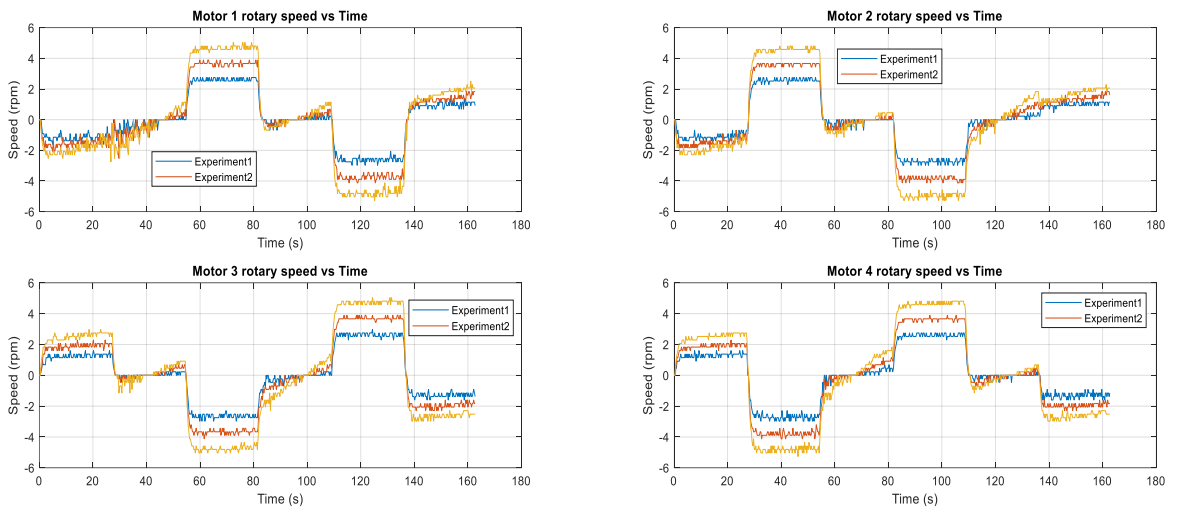 Motor 1 rotary speed vs Time
6
4
2
0
-2
-4
-6
Speed (rpm)
0 20 40 60 80 100 120 140 160 180
Time (s)
Experiment1
Experiment2
Motor 2 rotary speed vs Time
6
4
2
0
-2
-4
-6
Speed (rpm)
0 20 40 60 80 100 120 140 160 180
Time (s)
Experiment1
Experiment2
Motor 3 rotary speed vs Time
6
4
2
0
-2
-4
-6
Speed (rpm)
0 20 40 60 80 100 120 140 160 180
Time (s)
Experiment1
Experiment2
Motor 4 rotary speed vs Time
6
4
2
0
-2
-4
-6
Speed (rpm)
0 20 40 60 80 100 120 140 160 180
Time (s)
Experiment1
Experiment2